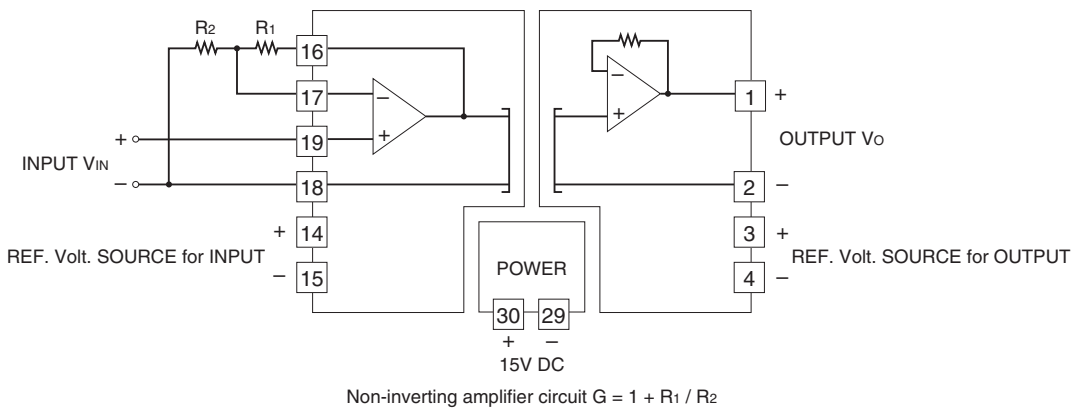 R2 R1
16
17 − −
+ 19 + + 1 +
INPUT VIN OUTPUT VO
− 18 2 −
+ 14 3 +
REF. Volt. SOURCE for INPUT REF. Volt. SOURCE for OUTPUT
− 15 POWER 4 −
30 29
+ −
15V DC
Non-inverting amplifier circuit G = 1 + R1 / R2